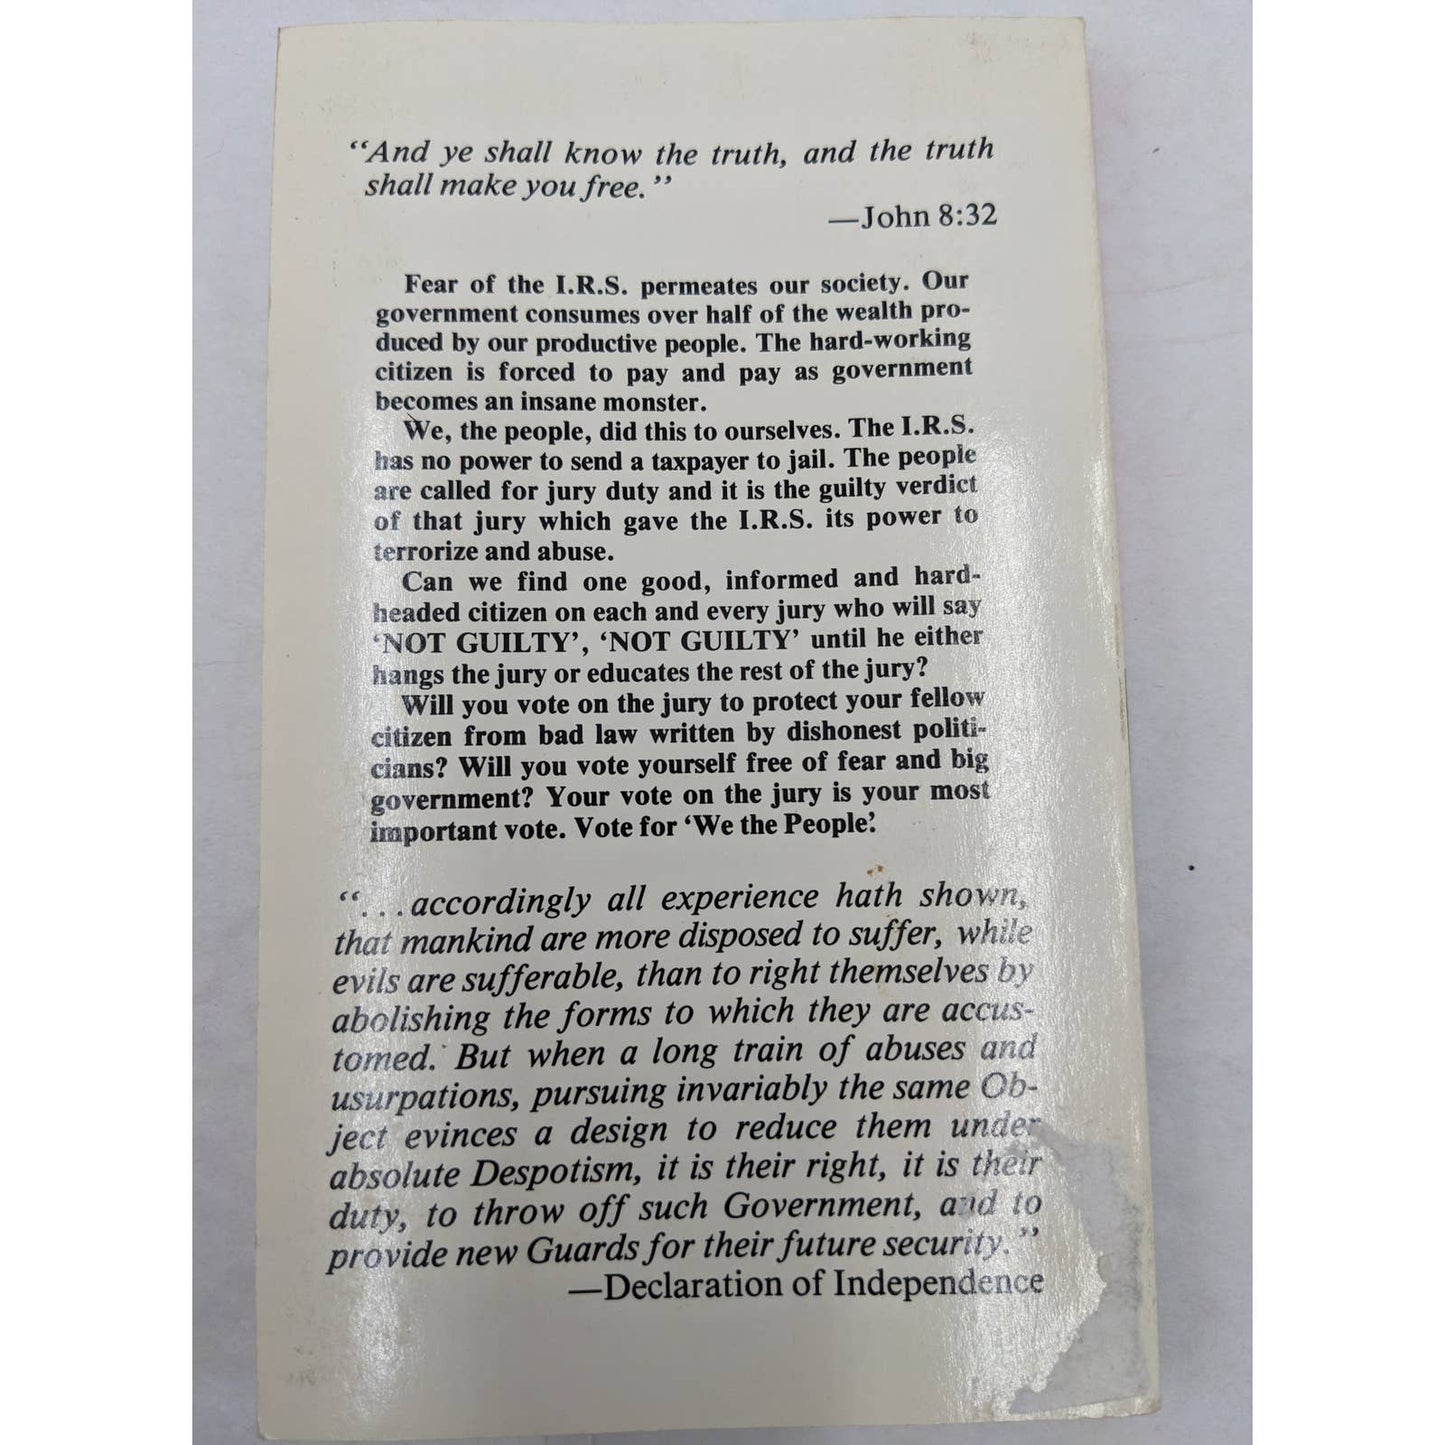 “And ye shall know the truth, and the truth
shall make you free.”
—John 8:32
Fear of the I.R.S. permeates our society. Our
government consumes over half of the wealth pro-
duced by our productive people. The hard-working
citizen is forced to pay and pay as government
becomes an insane monster.
We, the people, did this to ourselves. The I.R.S.
has no power to send a taxpayer to jail. The people
are called for jury duty and it is the guilty verdict
of that jury which gave the I.R.S. its power to
terrorize and abuse.
Can we find one good, informed and hard-
headed citizen on each and every jury who will say
‘NOT GUILTY’, ‘NOT GUILTY’ until he either
hangs the jury or educates the rest of the jury?
Will you vote on the jury to protect your fellow
citizen from bad law written by dishonest politi-
cians? Will you vote yourself free of fear and big
government? Your vote on the jury is your most
important vote. Vote for ‘We the People’.
“. . . accordingly all experience hath shown,
that mankind are more disposed to suffer, while
evils are sufferable, than to right themselves by
abolishing the forms to which they are accus-
tomed. But when a long train of abuses and
usurpations, pursuing invariably the same Ob-
ject evinces a design to reduce them under
absolute Despotism, it is their right, it is their
duty, to throw off such Government, and to
provide new Guards for their future security.”
—Declaration of Independence